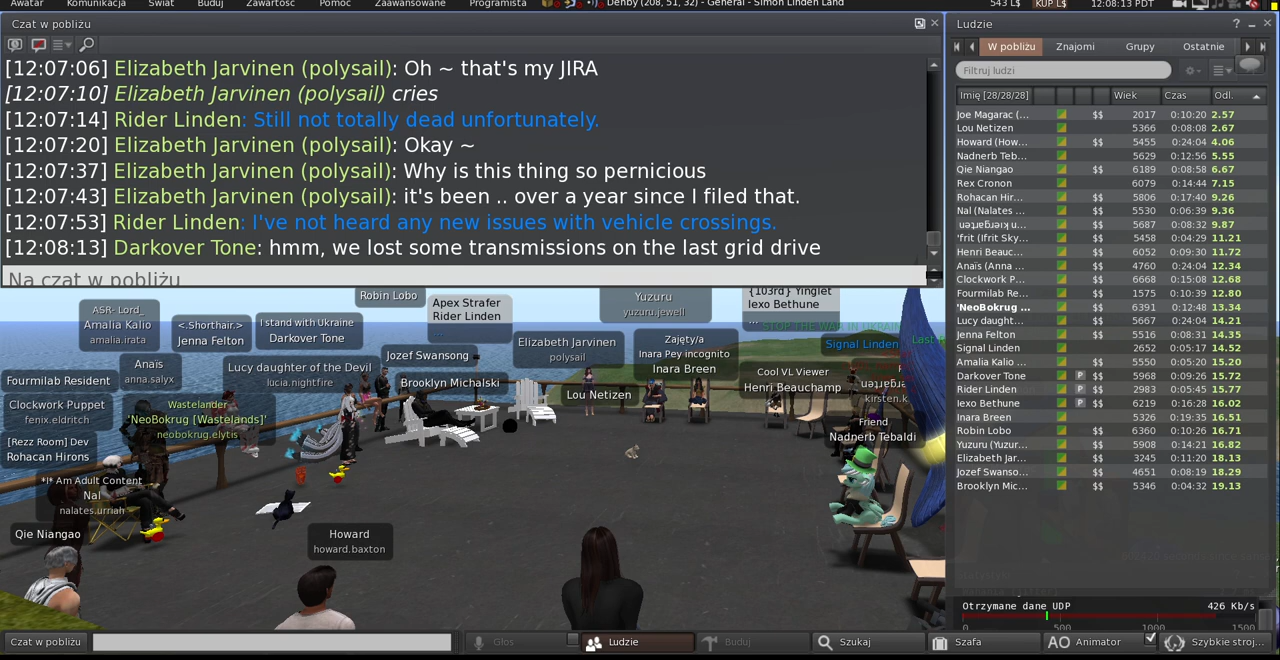 Awatar Komunikacja Świat Buduj Zawartość Pomoc Zaawansowane Programista Denby (208, 51, 32) - General - Simon Linden Land 543 L$ KUP L$ 12:08:13 PDT
Czat w pobliżu
[12:07:06] Elizabeth Jarvinen (polysail): Oh ~ that's my JIRA
[12:07:10] Elizabeth Jarvinen (polysail) cries
[12:07:14] Rider Linden: Still not totally dead unfortunately.
[12:07:20] Elizabeth Jarvinen (polysail): Okay ~
[12:07:37] Elizabeth Jarvinen (polysail): Why is this thing so pernicious
[12:07:43] Elizabeth Jarvinen (polysail): it's been .. over a year since I filed that.
[12:07:53] Rider Linden: I've not heard any new issues with vehicle crossings.
[12:08:13] Darkover Tone: hmm, we lost some transmissions on the last grid drive
Na czat w pobliżu
Robin Lobo
Apex Strafer
Rider Linden
...
Yuzuru
yuzuru.jewell
{103rd} Yinglet
Iexo Bethune
...
STOP THE WAR IN UKRAINE
ASR- Lord_
Amalia Kalio
amalia.irata
<.Shorthair.>
Jenna Felton
I stand with Ukraine
Darkover Tone
Jozef Swansong
Elizabeth Jarvinen
polysail
Zajęty/a
Inara Pey incognito
Inara Breen
Signal Linden
Last
Anaïs
anna.salyx
Lucy daughter of the Devil
lucia.nightfire
Brooklyn Michalski
Lou Netizen
Cool VL Viewer
Henri Beauchamp
kirsten.k
Fourmilab Resident
Clockwork Puppet
fenix.eldritch
Wastelander
'NeoBokrug [Wastelands]'
neobokrug.elytis
Friend
Nadnerb Tebaldi
[Rezz Room] Dev
Rohacan Hirons
*I* Am Adult Content
Nal
nalates.urriah
Qie Niangao
Howard
howard.baxton
Ludzie
W pobliżu Znajomi Grupy Ostatnie
Filtruj ludzi
Imię [28/28/28] Wiek Czas Odl.
Joe Magarac (... $$ 2017 0:10:20 2.57
Lou Netizen 5366 0:08:08 2.67
Howard (How... $$ 5455 0:24:04 4.06
Nadnerb Teb... 5629 0:12:56 5.55
Qie Niangao $$ 6189 0:08:58 6.67
Rex Cronon 6079 0:14:44 7.15
Rohacan Hir... $$ 5806 0:17:40 9.26
Nal (Nalates ... $$ 5530 0:06:39 9.36
$$ 5687 0:08:32 9.87
'frit (Ifrit Sky... $$ 5458 0:04:29 11.21
Henri Beauc... $$ 6052 0:09:30 11.72
Anaïs (Anna ... $$ 4760 0:24:04 12.34
Clockwork P... $$ 6668 0:15:08 12.68
Fourmilab Re... $$ 1575 0:10:39 12.80
'NeoBokrug ... $$ 6391 0:12:48 13.34
Lucy daught... $$ 5667 0:24:04 14.21
Jenna Felton $$ 5516 0:08:31 14.35
Signal Linden 2652 0:05:17 14.52
Amalia Kalio ... $$ 5550 0:05:20 15.20
Darkover Tone P $$ 5968 0:09:26 15.72
Rider Linden P 2983 0:05:45 15.77
Iexo Bethune P $$ 6219 0:16:28 16.02
Inara Breen 5326 0:19:35 16.51
Robin Lobo $$ 6360 0:10:26 16.71
Yuzuru (Yuzur... $$ 5908 0:14:21 16.82
Elizabeth Jar... $$ 3245 0:11:20 18.13
Jozef Swanso... $$ 4651 0:08:19 18.29
Brooklyn Mic... $$ 5346 0:04:32 19.13
Otrzymane dane UDP 426 Kb/s
0 500 1000 1500
Czat w pobliżu Głos Ludzie Buduj Szukaj Szafa AO Animator Szybkie stroj...